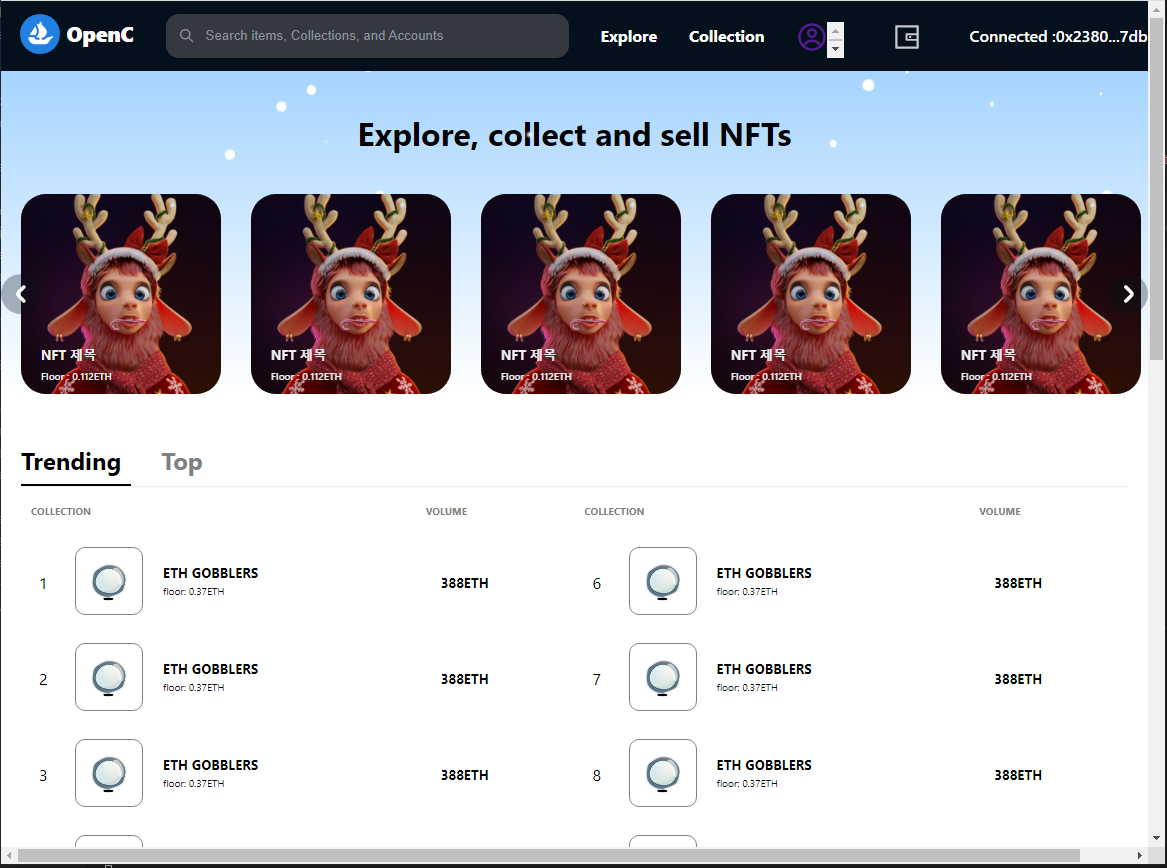 OpenC
Search Items, Collections, and Accounts
Explore
Collection
Connected :0x2380...7db
Explore, collect and sell NFTs
NFT 제목
Floor : 0.112ETH
NFT 제목
Floor : 0.112ETH
NFT 제목
Floor : 0.112ETH
NFT 제목
Floor : 0.112ETH
NFT 제목
Floor : 0.112ETH
Trending
Top
COLLECTION
VOLUME
COLLECTION
VOLUME
1
ETH GOBBLERS
floor: 0.37ETH
388ETH
6
ETH GOBBLERS
floor: 0.37ETH
388ETH
2
ETH GOBBLERS
floor: 0.37ETH
388ETH
7
ETH GOBBLERS
floor: 0.37ETH
388ETH
3
ETH GOBBLERS
floor: 0.37ETH
388ETH
8
ETH GOBBLERS
floor: 0.37ETH
388ETH